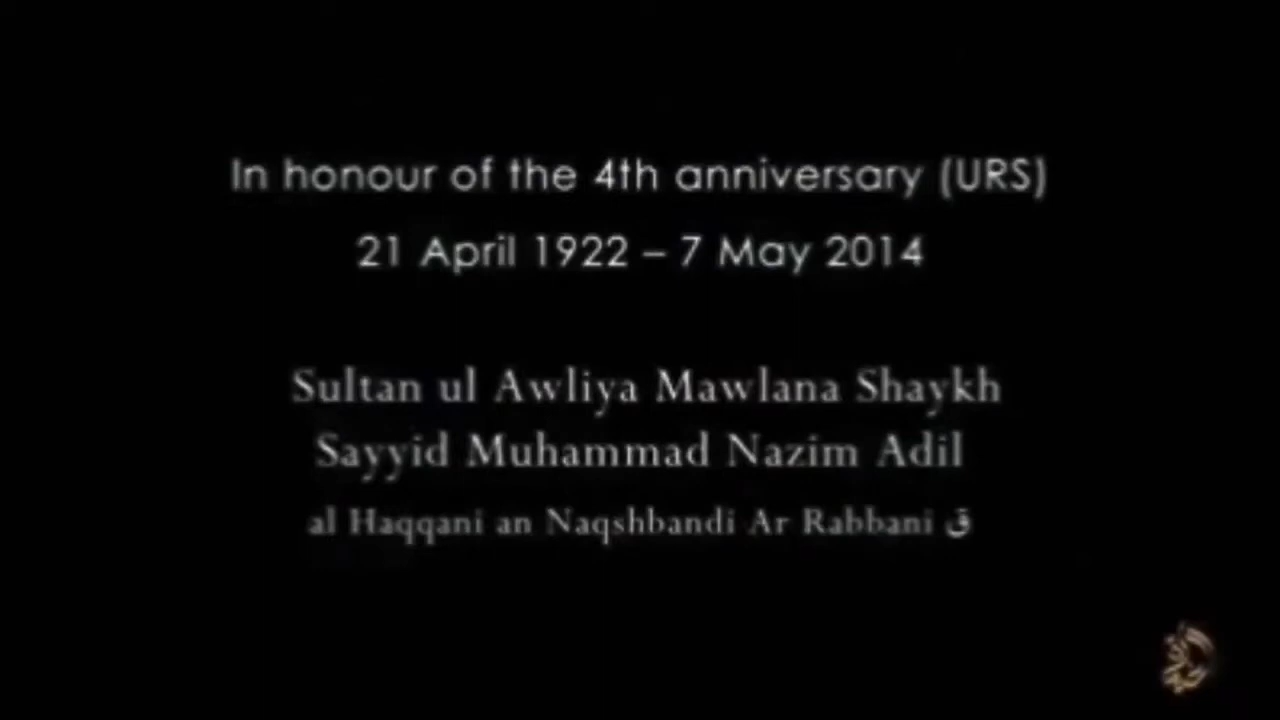 In honour of the 4th anniversary (URS)
21 April 1922 – 7 May 2014
Sultan ul Awliya Mawlana Shaykh
Sayyid Muhammad Nazim Adil
al Haqqani an Naqshbandi Ar Rabbani ق